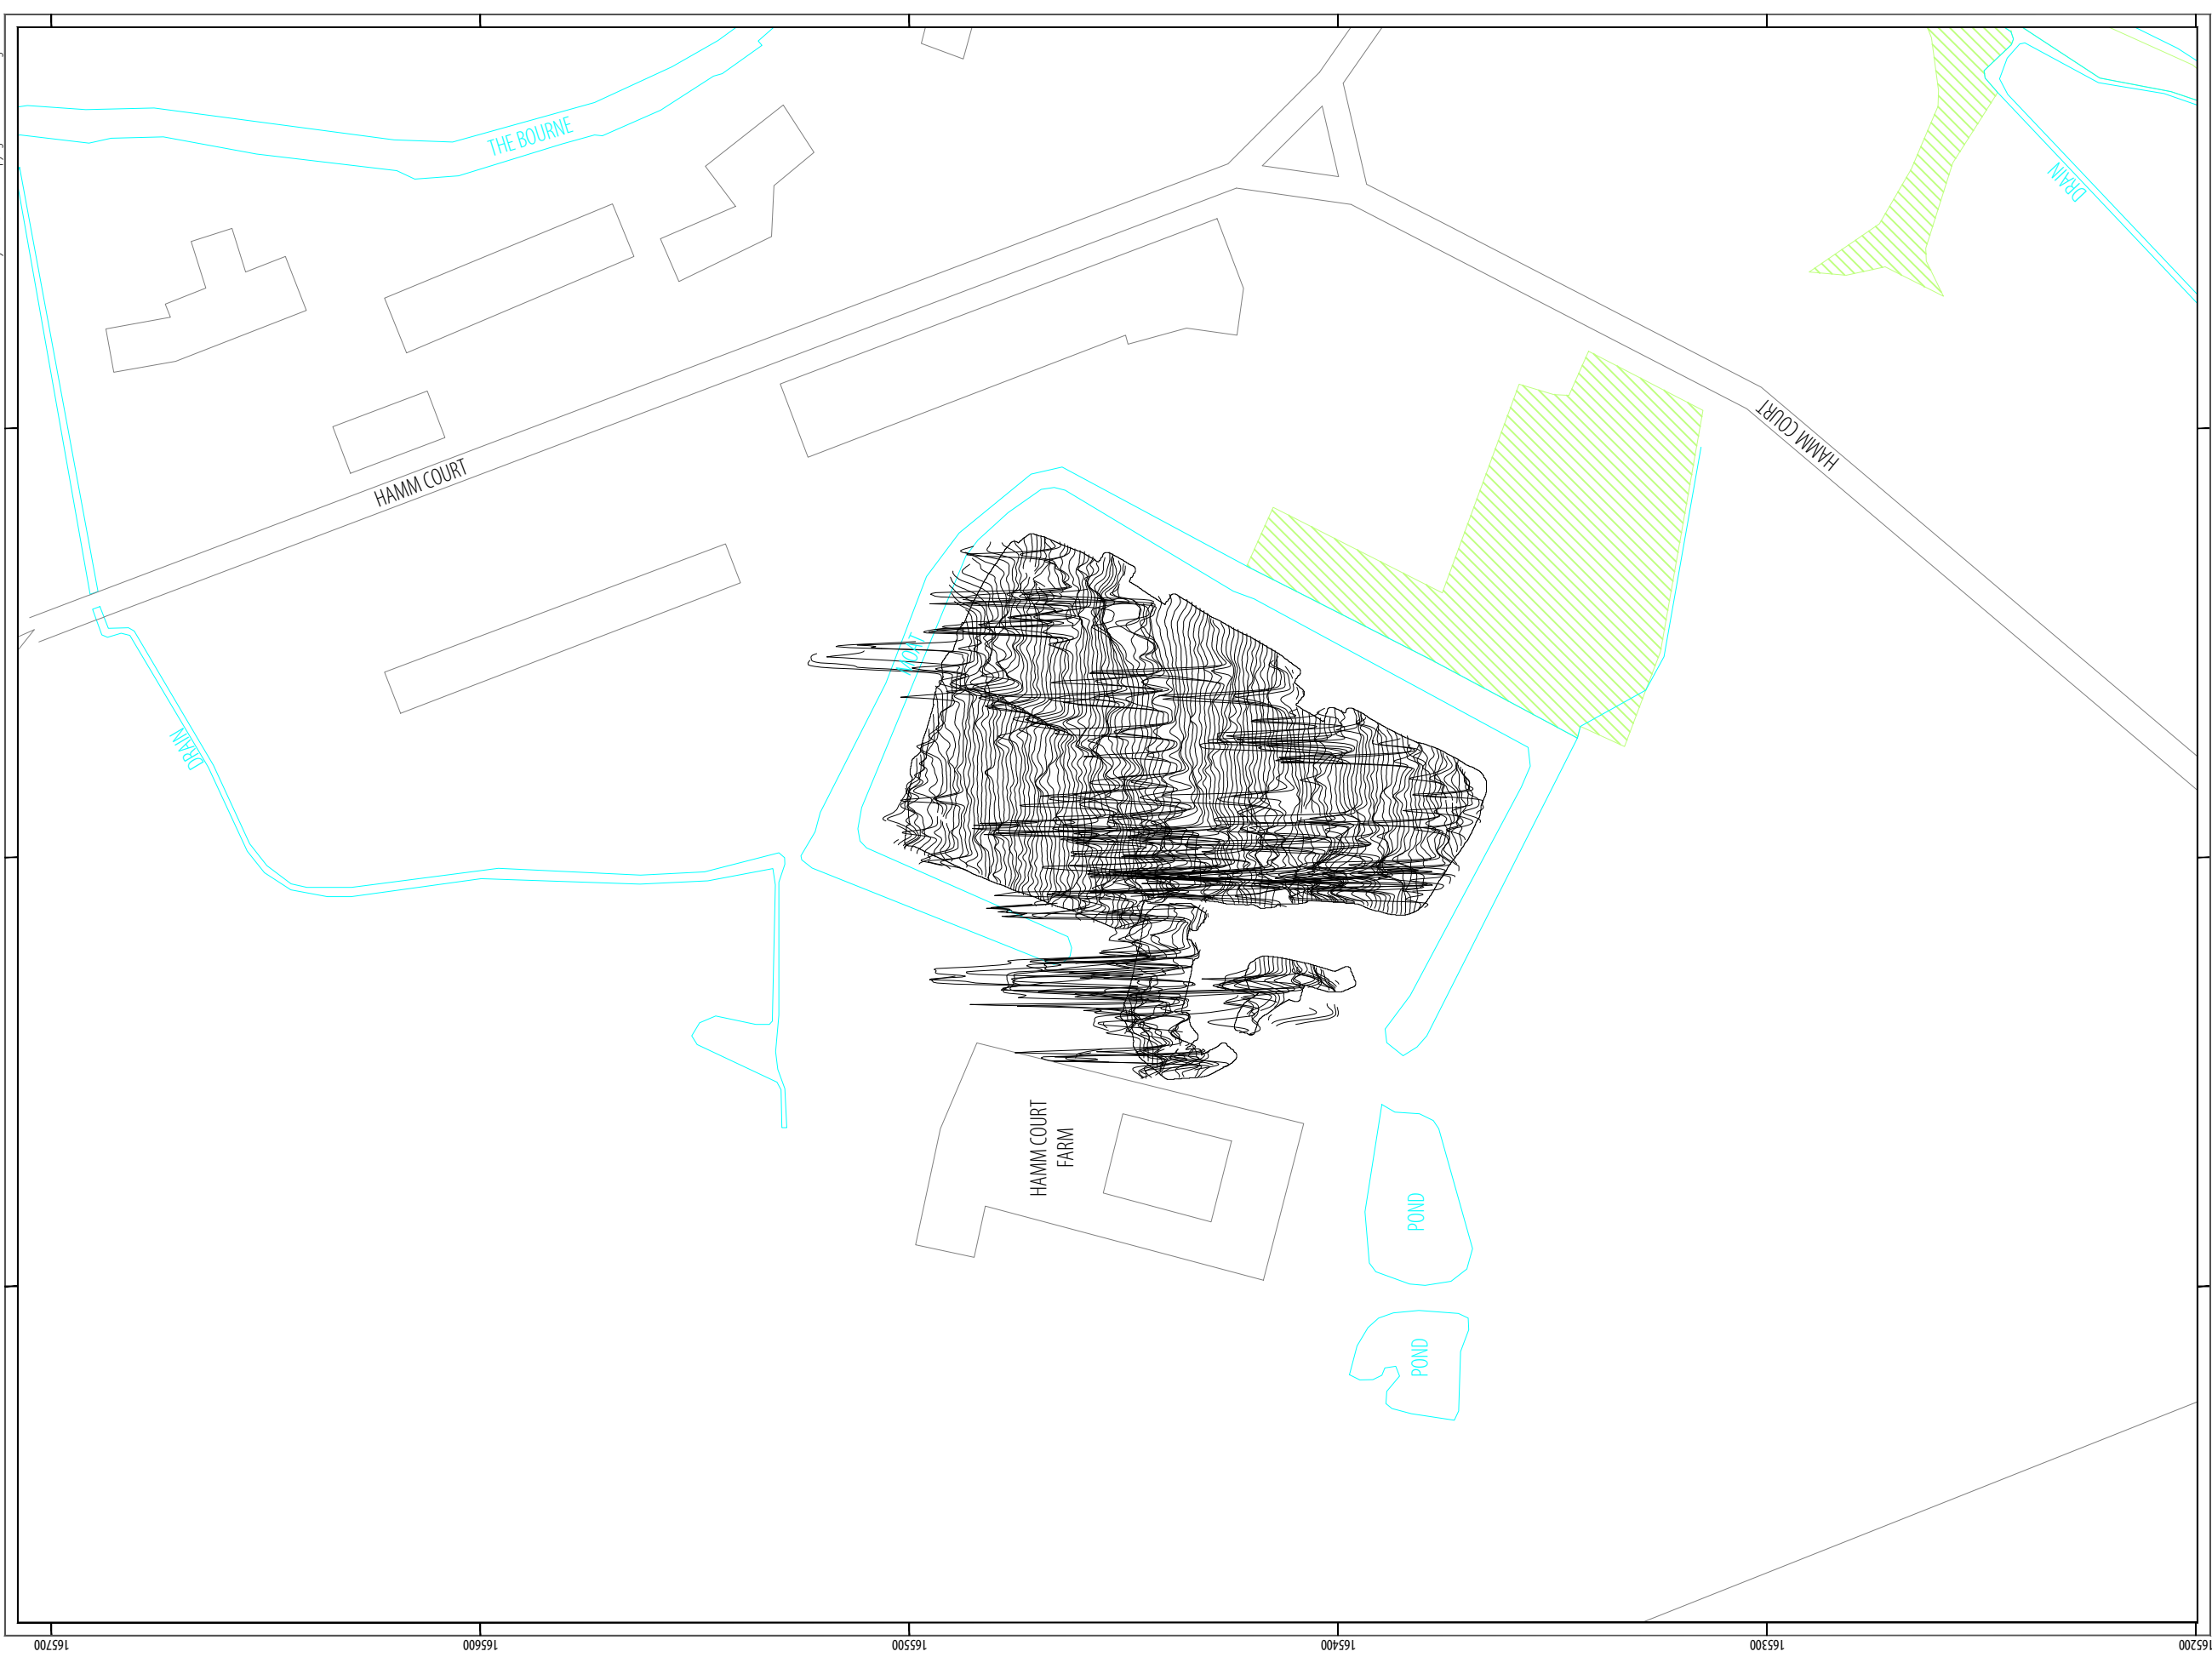 THE BOURNE
DRAIN
HAMM COURT
HAMM COURT
MOAT
DRAIN
HAMM COURT
FARM
POND
POND
165700
165600
165500
165400
165300
165200